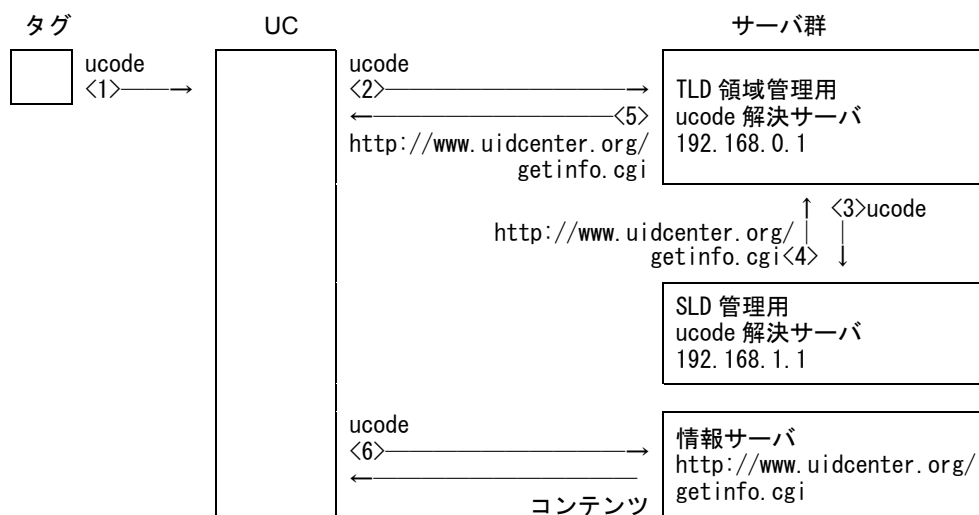 タグ
UC
サーバ群
ucode
<1>
ucode
<2>
<5>
http://www.uidcenter.org/
getinfo.cgi
TLD 領域管理用
ucode 解決サーバ
192.168.0.1
<3>ucode
http://www.uidcenter.org/
getinfo.cgi<4>
SLD 管理用
ucode 解決サーバ
192.168.1.1
ucode
<6>
コンテンツ
情報サーバ
http://www.uidcenter.org/
getinfo.cgi